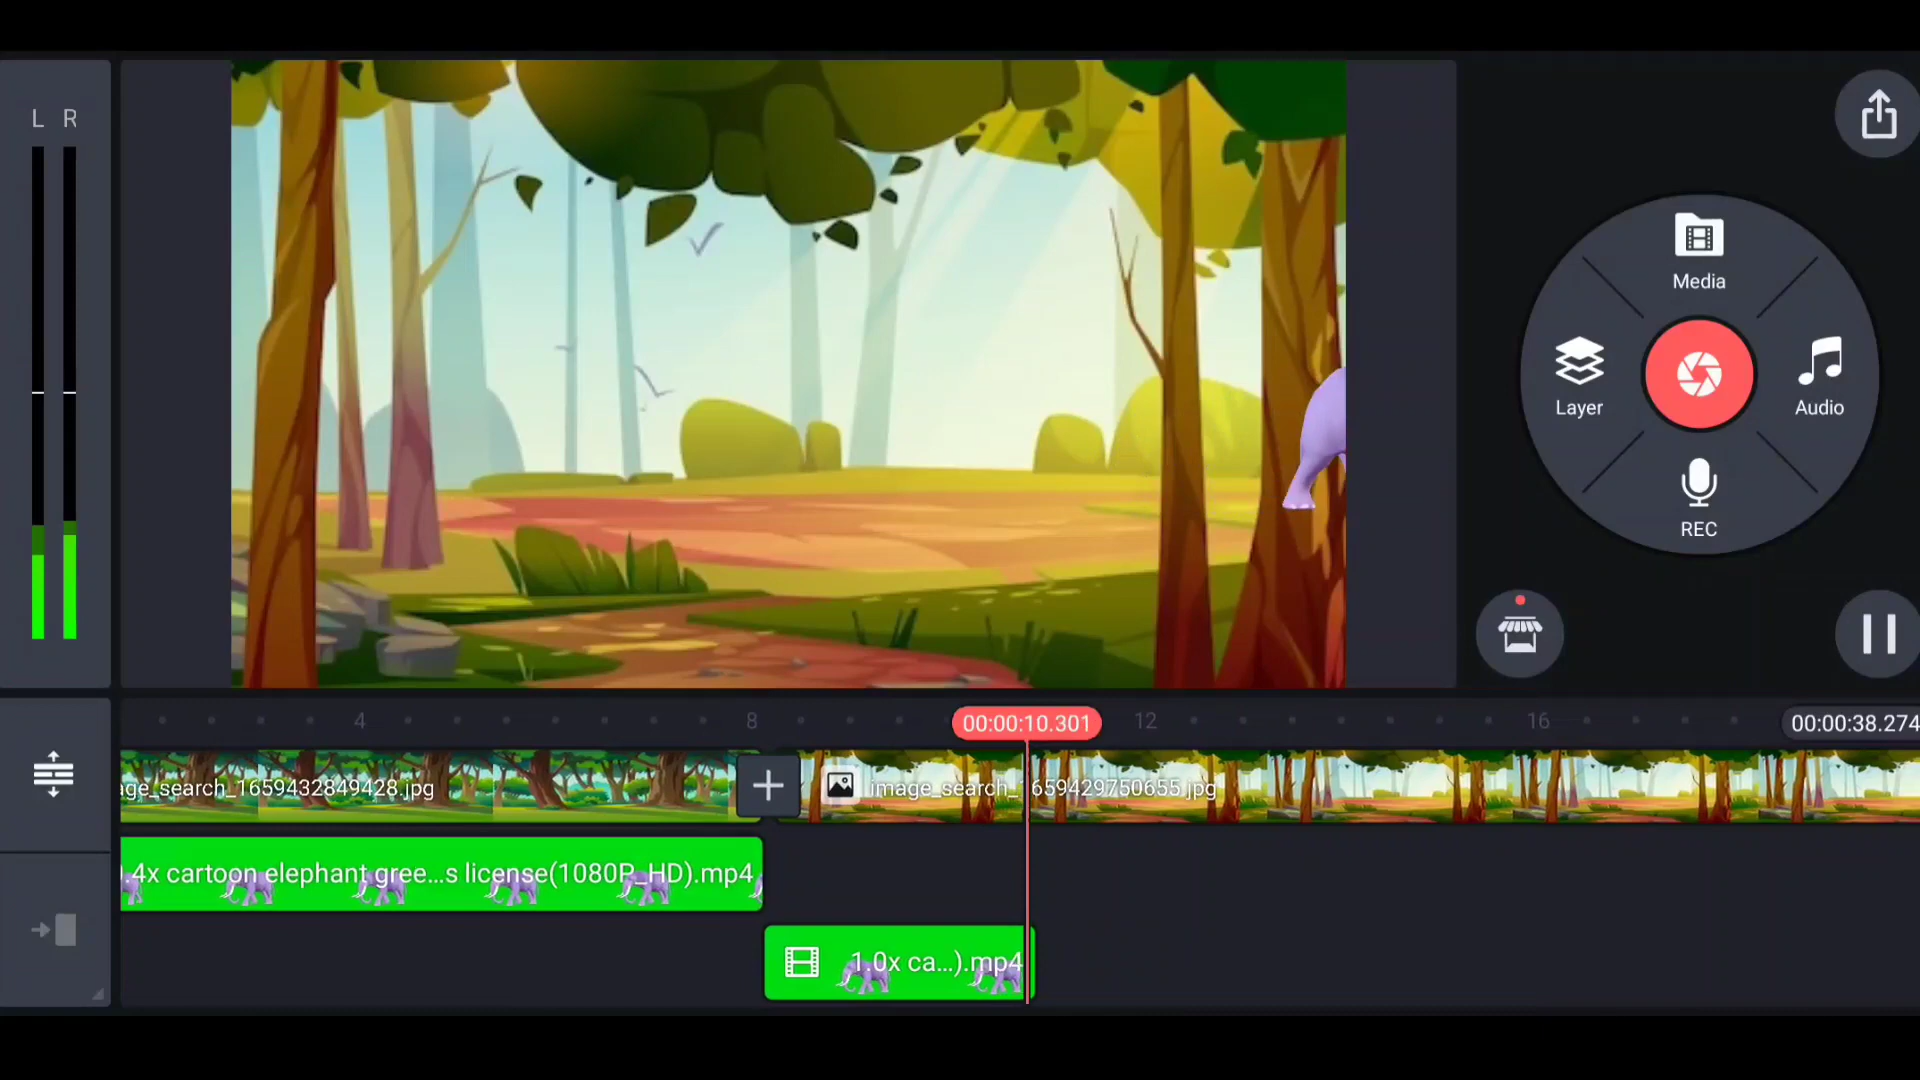 L R
Media
Layer
Audio
REC
4
8
00:00:10.301
12
16
00:00:38.274
age_search_1659432849428.jpg
image_search_1659429750655.jpg
.4x cartoon elephant gree...s license(1080P_HD).mp4
1.0x ca...).mp4